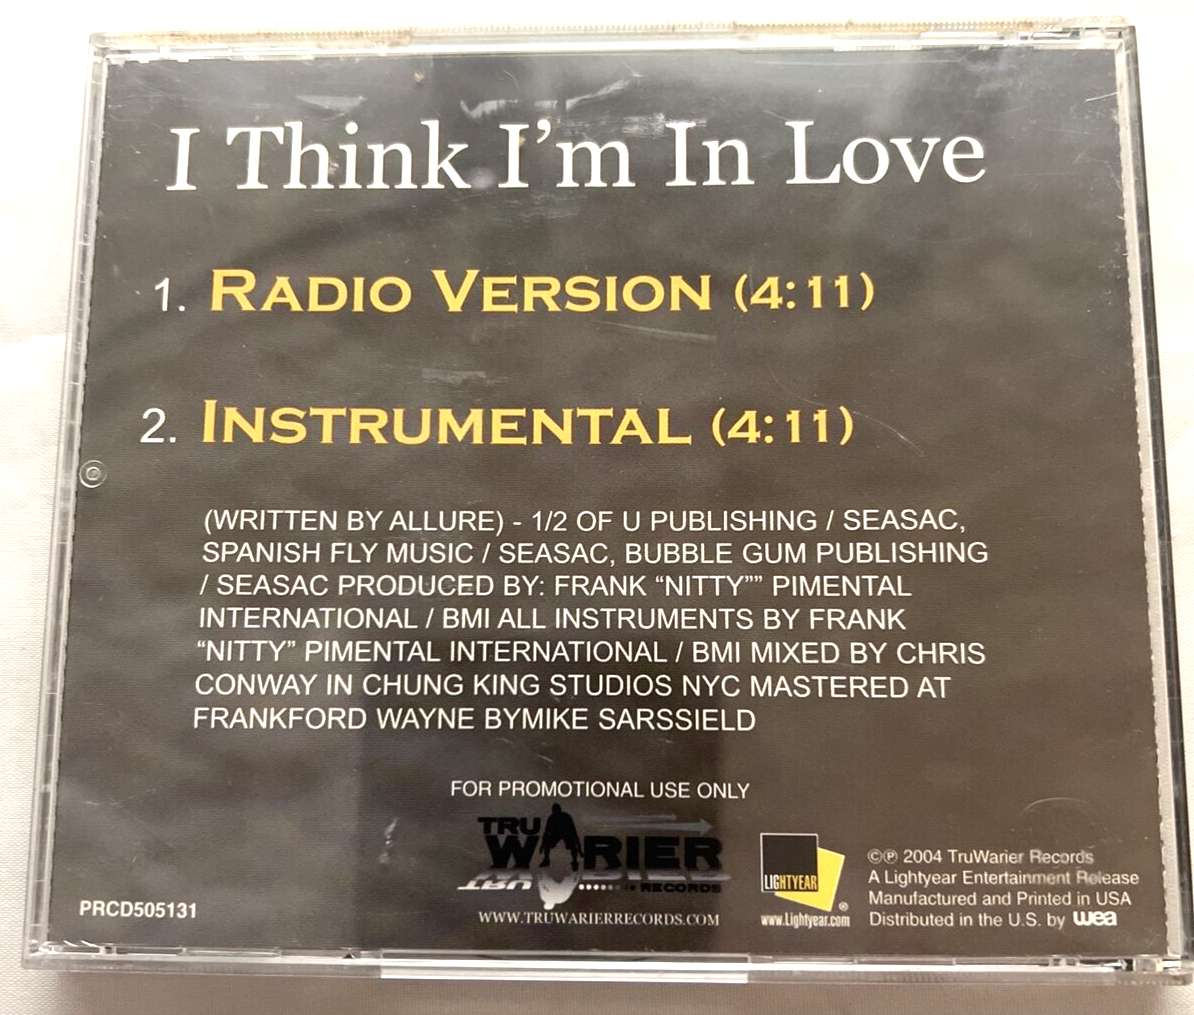 I Think I’m In Love
1. RADIO VERSION (4:11)
2. INSTRUMENTAL (4:11)
(WRITTEN BY ALLURE) - 1/2 OF U PUBLISHING / SEASAC,
SPANISH FLY MUSIC / SEASAC, BUBBLE GUM PUBLISHING
/ SEASAC PRODUCED BY: FRANK “NITTY”” PIMENTAL
INTERNATIONAL / BMI ALL INSTRUMENTS BY FRANK
“NITTY” PIMENTAL INTERNATIONAL / BMI MIXED BY CHRIS
CONWAY IN CHUNG KING STUDIOS NYC MASTERED AT
FRANKFORD WAYNE BYMIKE SARSSIELD
FOR PROMOTIONAL USE ONLY
TRU
WARIER
RECORDS
WWW.TRUWARIERRECORDS.COM
LIGHTYEAR
®
www.Lightyear.com
©℗ 2004 TruWarier Records
A Lightyear Entertainment Release
Manufactured and Printed in USA
Distributed in the U.S. by wea
PRCD505131